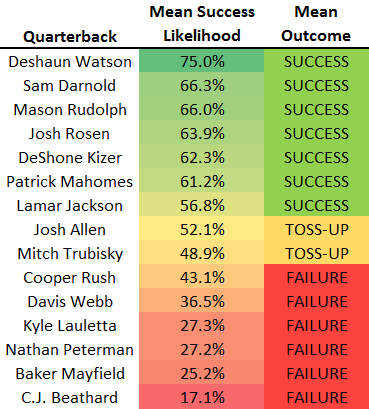 Quarterback Mean Success Likelihood Mean Outcome
Deshaun Watson 75.0% SUCCESS
Sam Darnold 66.3% SUCCESS
Mason Rudolph 66.0% SUCCESS
Josh Rosen 63.9% SUCCESS
DeShone Kizer 62.3% SUCCESS
Patrick Mahomes 61.2% SUCCESS
Lamar Jackson 56.8% SUCCESS
Josh Allen 52.1% TOSS-UP
Mitch Trubisky 48.9% TOSS-UP
Cooper Rush 43.1% FAILURE
Davis Webb 36.5% FAILURE
Kyle Lauletta 27.3% FAILURE
Nathan Peterman 27.2% FAILURE
Baker Mayfield 25.2% FAILURE
C.J. Beathard 17.1% FAILURE